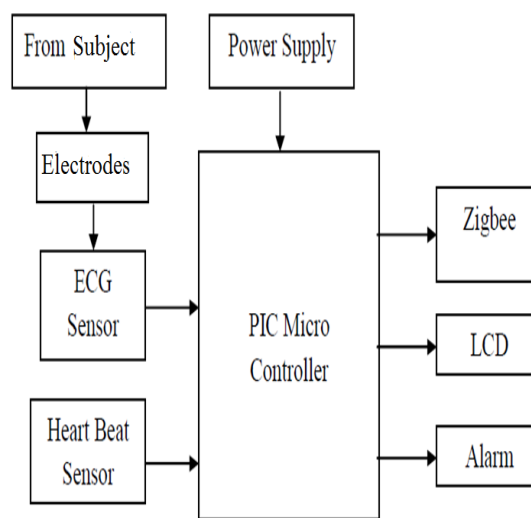 From Subject
Power Supply
Electrodes
Zigbee
ECG
Sensor
PIC Micro
Controller
LCD
Heart Beat
Sensor
Alarm